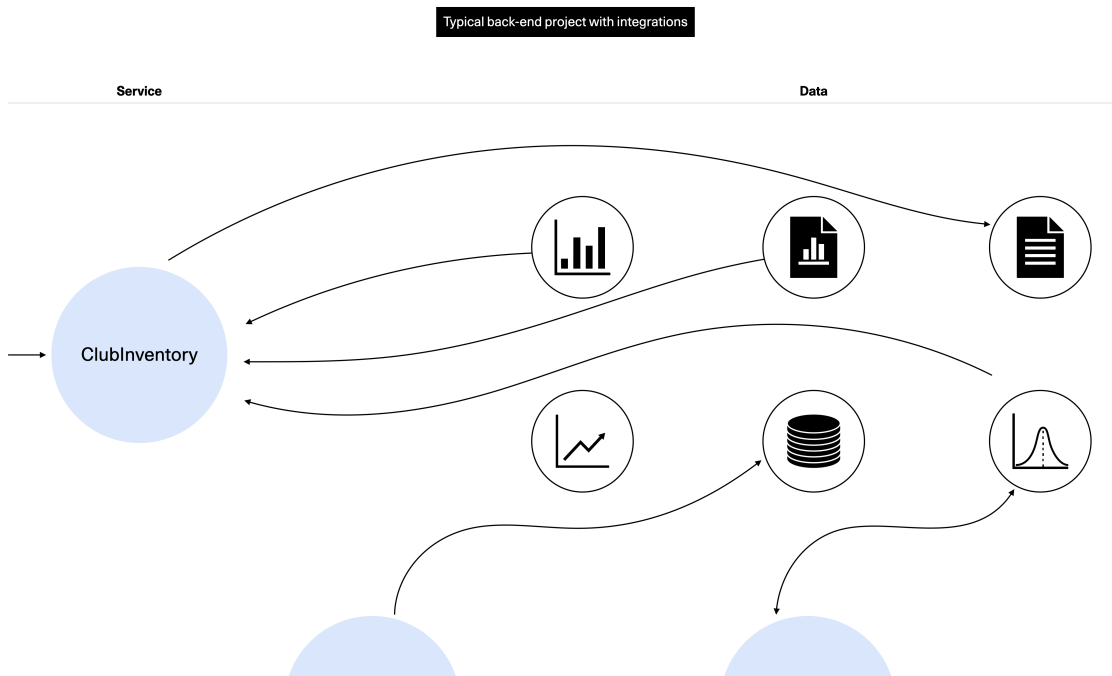 Typical back-end project with integrations
Service
Data
ClubInventory